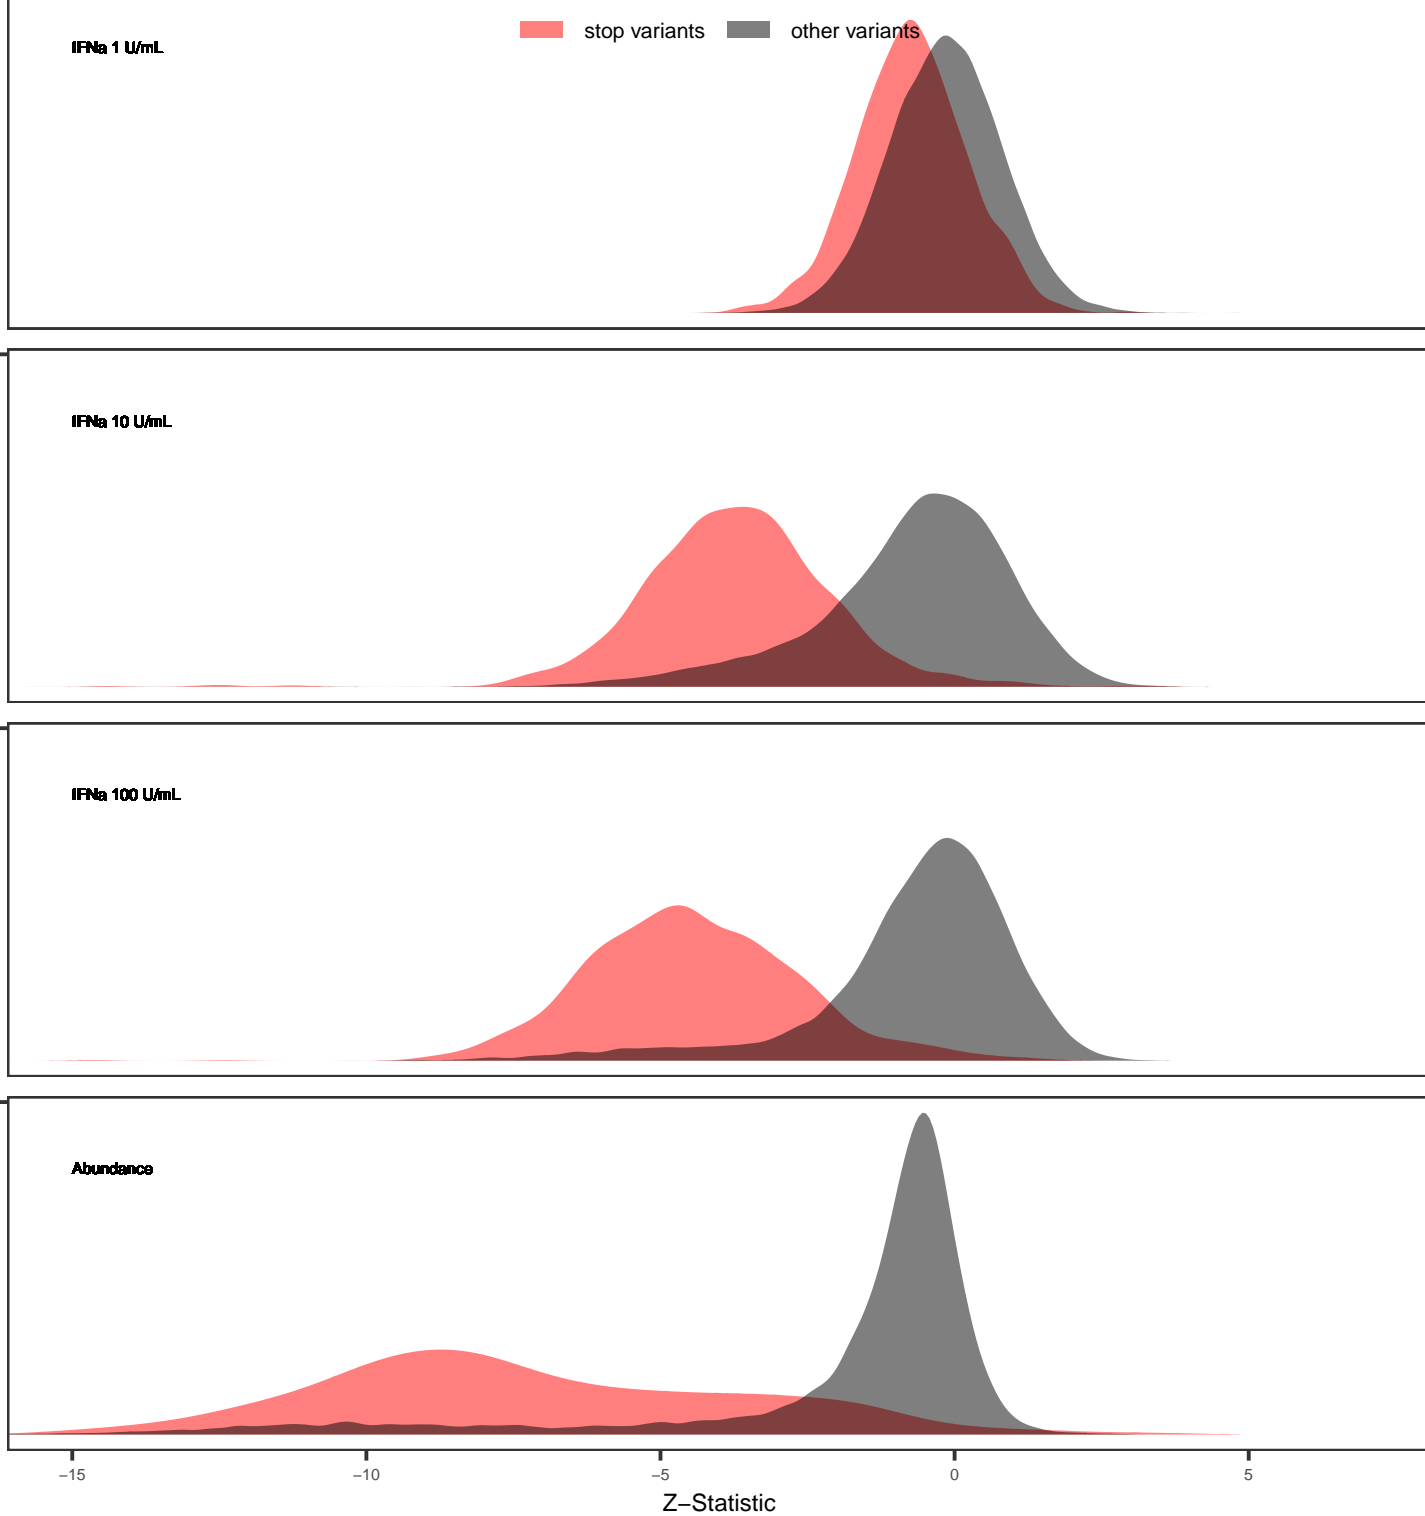 stop variants other variants
IFNa 1 U/mL
IFNa 10 U/mL
IFNa 100 U/mL
Abundance
−15 −10 −5 0 5
Z−Statistic